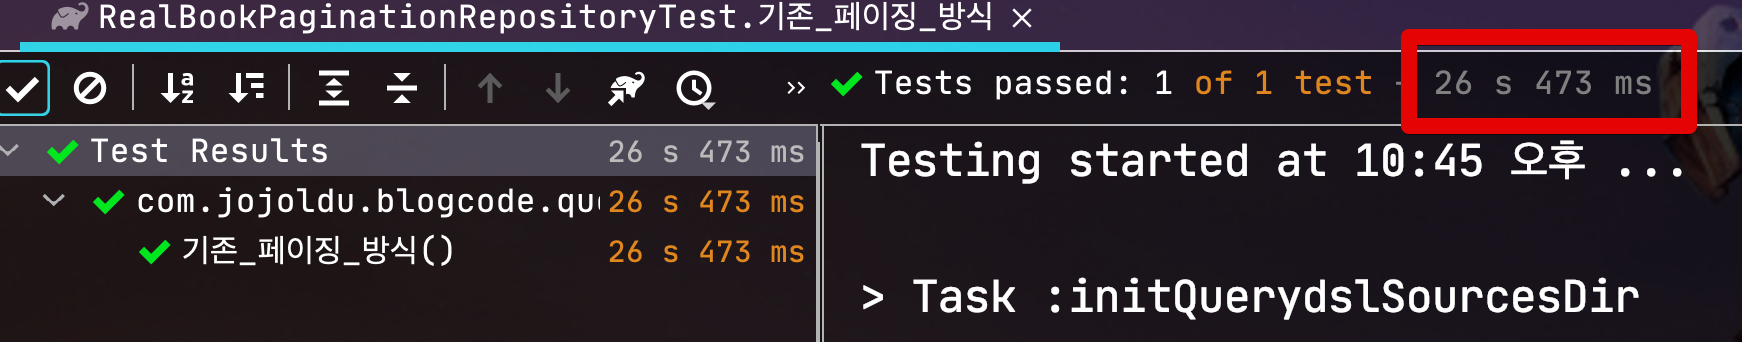 RealBookPaginationRepositoryTest.기존_페이징_방식 ×
Tests passed: 1 of 1 test – 26 s 473 ms
Test Results 26 s 473 ms
com.jojoldu.blogcode.qu 26 s 473 ms
기존_페이징_방식() 26 s 473 ms
Testing started at 10:45 오후 ...
> Task :initQuerydslSourcesDir